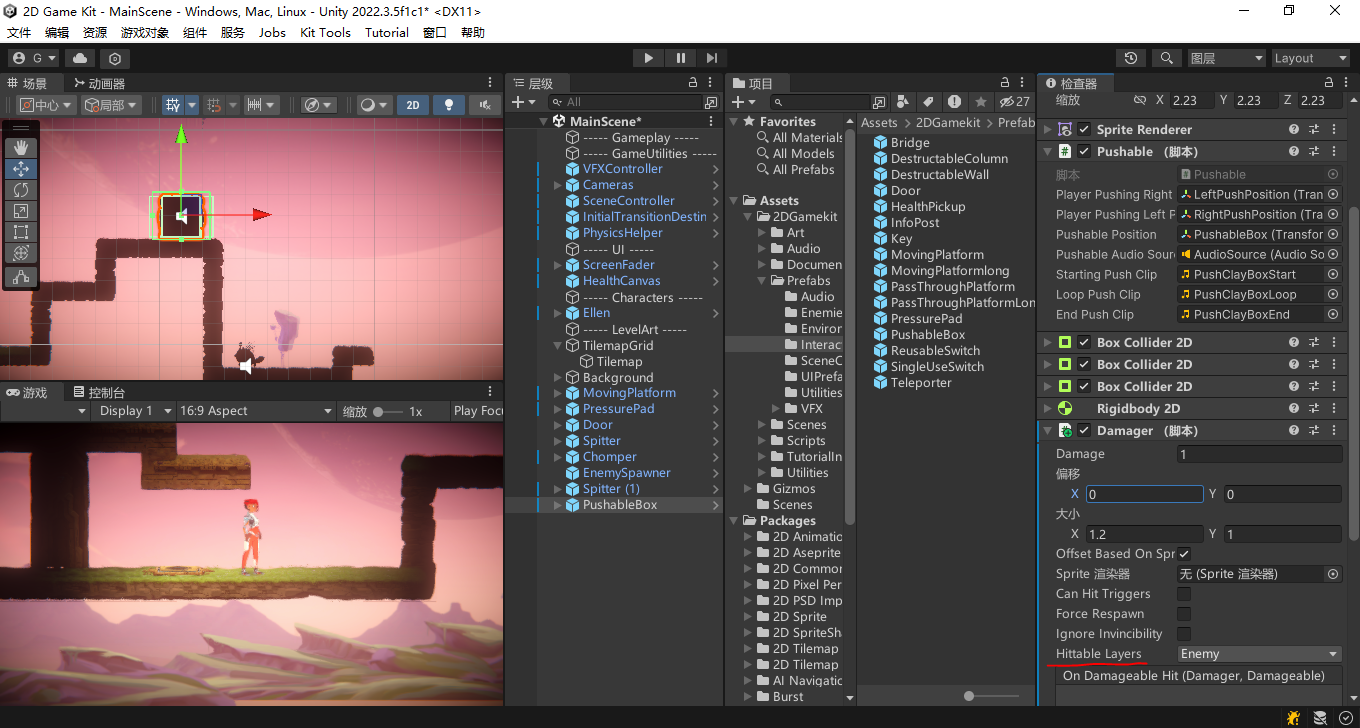 2D Game Kit - MainScene - Windows, Mac, Linux - Unity 2022.3.5f1c1* <DX11>
文件 编辑 资源 游戏对象 组件 服务 Jobs Kit Tools Tutorial 窗口 帮助
G 图层 Layout
场景 动画器
中心 局部 2D
游戏 控制台
Display 1 16:9 Aspect 缩放 1x Play Focu
层级
All
MainScene*
----- Gameplay -----
----- GameUtilities -----
VFXController
Cameras
SceneController
InitialTransitionDestin
PhysicsHelper
----- UI -----
ScreenFader
HealthCanvas
----- Characters -----
Ellen
----- LevelArt -----
TilemapGrid
Tilemap
Background
MovingPlatform
PressurePad
Door
Spitter
Chomper
EnemySpawner
Spitter (1)
PushableBox
项目
27
Favorites
All Materials
All Models
All Prefabs
Assets
2DGamekit
Art
Audio
Documen
Prefabs
Audio
Enemie
Enviror
Interac
SceneC
UIPrefa
Utilities
VFX
Scenes
Scripts
TutorialIn
Utilities
Gizmos
Scenes
Packages
2D Animatio
2D Aseprite
2D Common
2D Pixel Per
2D PSD Imp
2D Sprite
2D SpriteSha
2D Tilemap
2D Tilemap
AI Navigatio
Burst
Assets > 2DGamekit > Prefab
Bridge
DestructableColumn
DestructableWall
Door
HealthPickup
InfoPost
Key
MovingPlatform
MovingPlatformlong
PassThroughPlatform
PassThroughPlatformLon
PressurePad
PushableBox
ReusableSwitch
SingleUseSwitch
Teleporter
检查器
缩放 X 2.23 Y 2.23 Z 2.23
Sprite Renderer
Pushable （脚本）
脚本 Pushable
Player Pushing Right LeftPushPosition (Tran
Player Pushing Left P RightPushPosition (Tra
Pushable Position PushableBox (Transfor
Pushable Audio Sour AudioSource (Audio So
Starting Push Clip PushClayBoxStart
Loop Push Clip PushClayBoxLoop
End Push Clip PushClayBoxEnd
Box Collider 2D
Box Collider 2D
Box Collider 2D
Rigidbody 2D
Damager （脚本）
Damage 1
偏移
X 0 Y 0
大小
X 1.2 Y 1
Offset Based On Spr
Sprite 渲染器 无 (Sprite 渲染器)
Can Hit Triggers
Force Respawn
Ignore Invincibility
Hittable Layers Enemy
On Damageable Hit (Damager, Damageable)